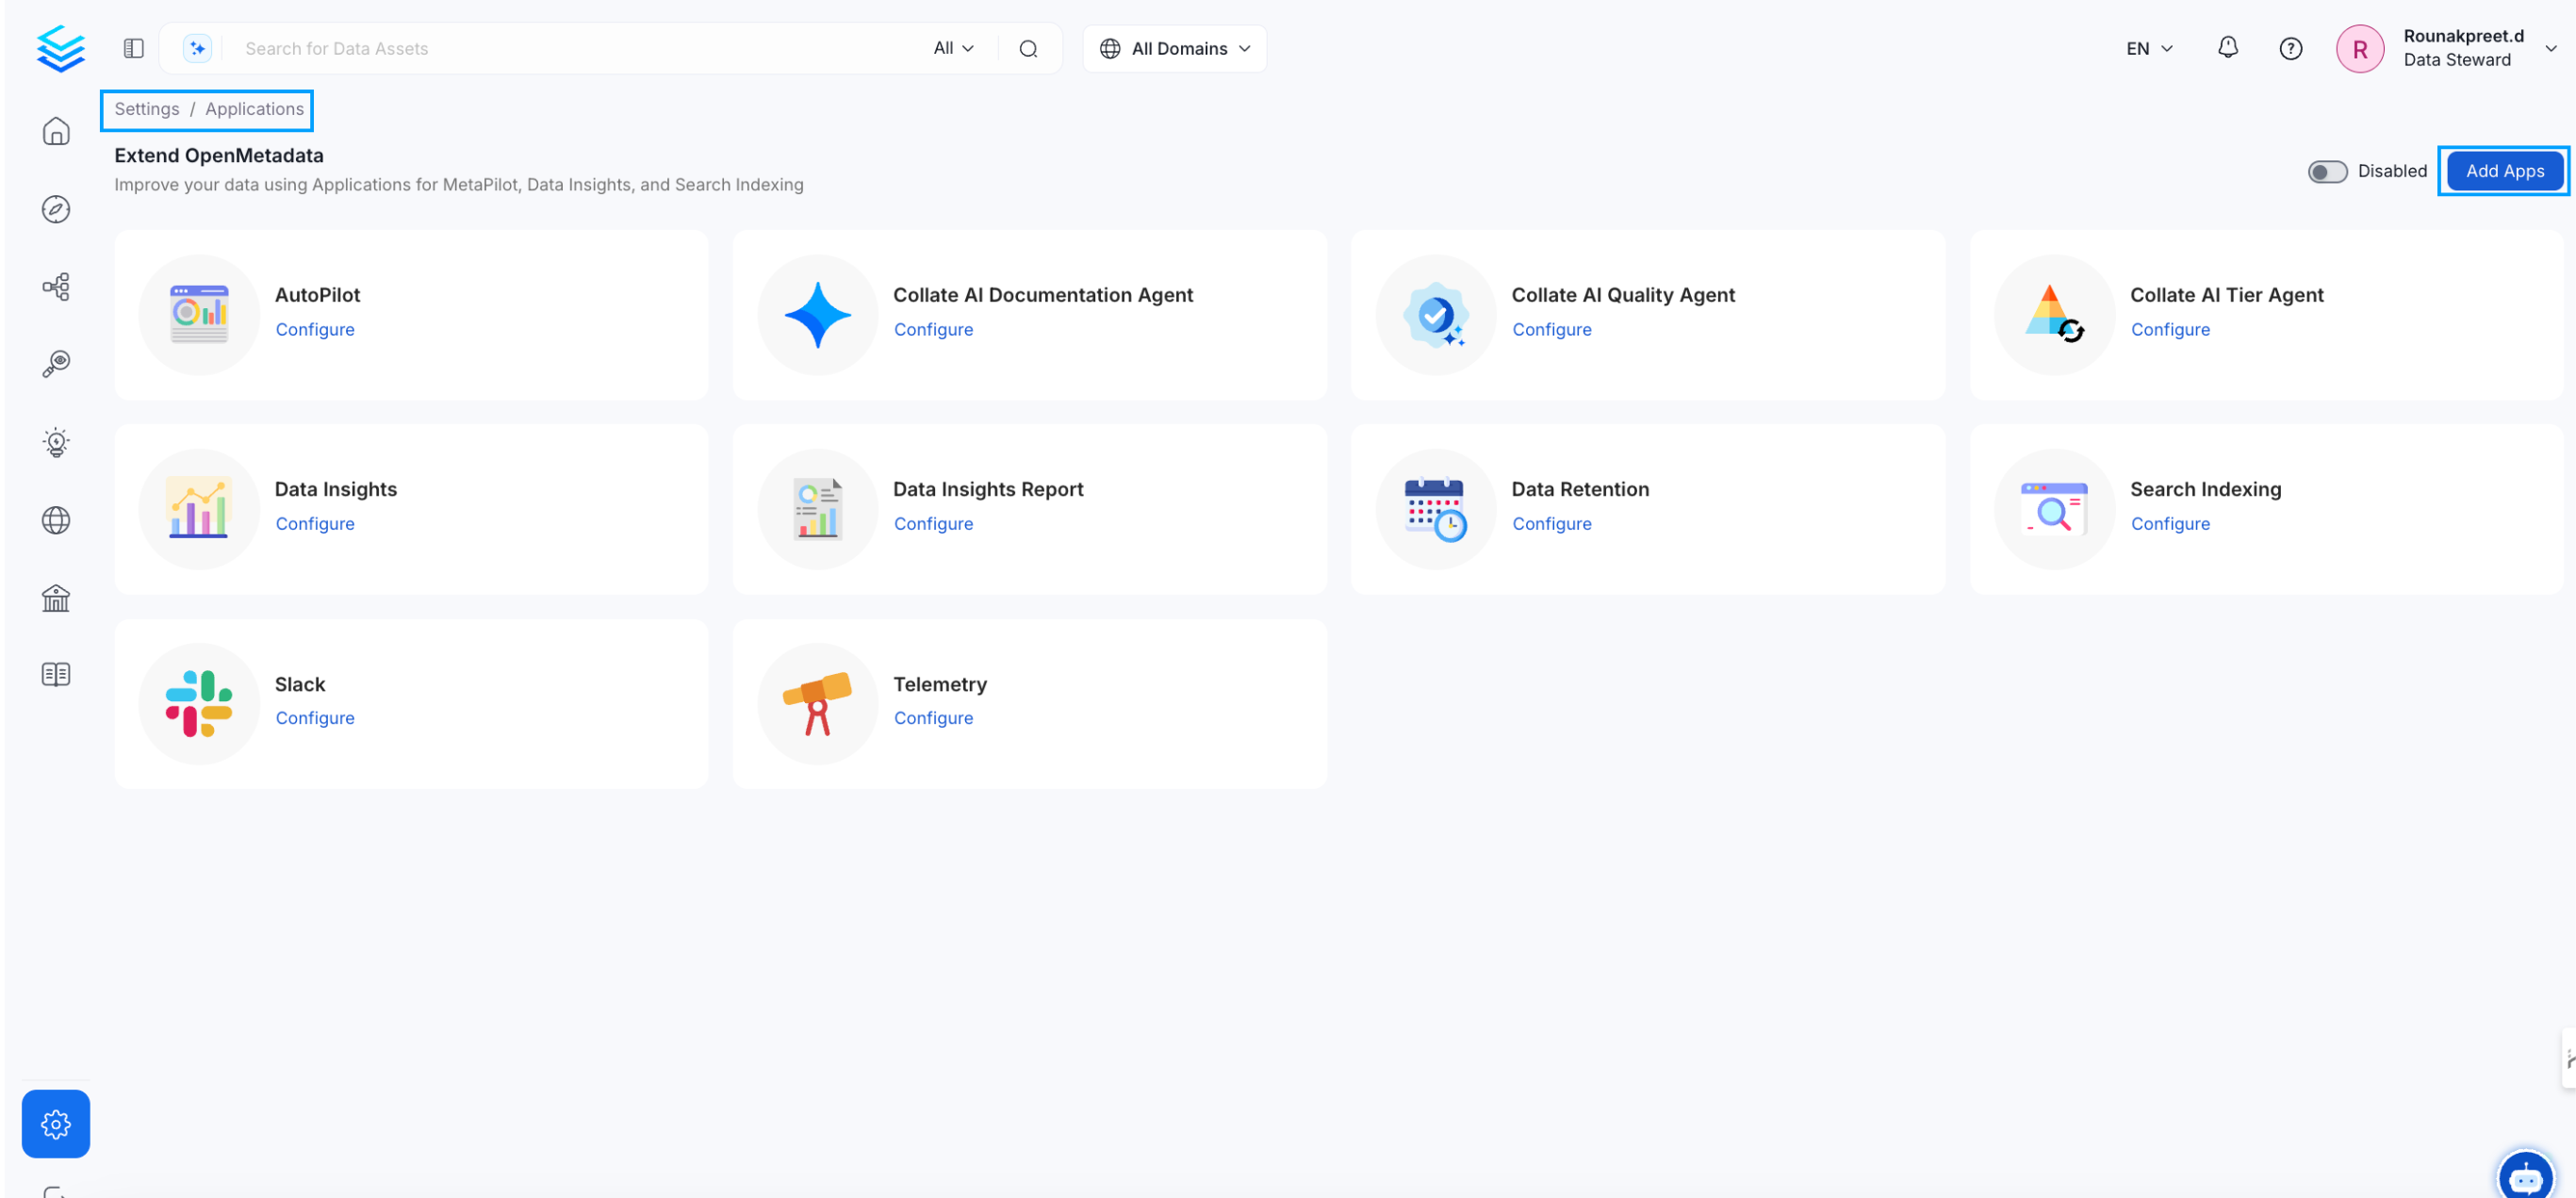 Search for Data Assets
All
All Domains
EN
R
Rounakpreet.d
Data Steward
Settings / Applications
Extend OpenMetadata
Improve your data using Applications for MetaPilot, Data Insights, and Search Indexing
Disabled
Add Apps
AutoPilot
Configure
Collate AI Documentation Agent
Configure
Collate AI Quality Agent
Configure
Collate AI Tier Agent
Configure
Data Insights
Configure
Data Insights Report
Configure
Data Retention
Configure
Search Indexing
Configure
Slack
Configure
Telemetry
Configure